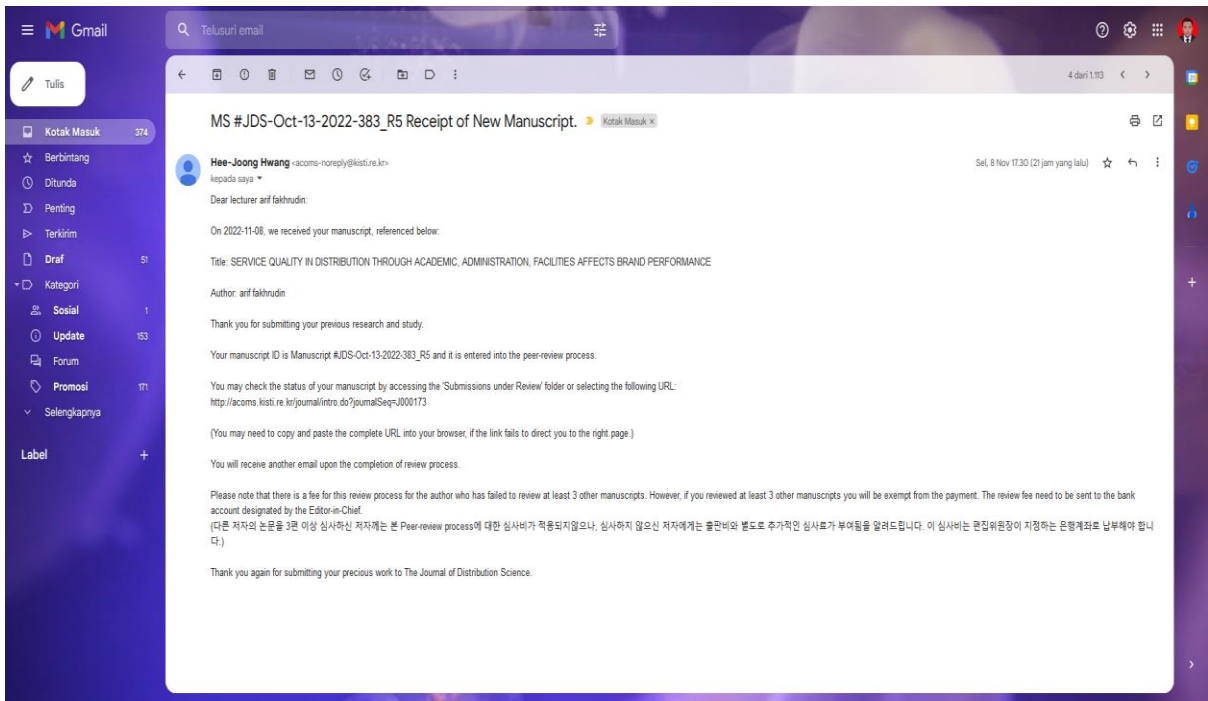 Gmail
Telusuri email
Tulis
4 dari 1.113
Kotak Masuk 374
Berbintang
Ditunda
Penting
Terkirim
Draf 51
Kategori
Sosial 1
Update 153
Forum
Promosi 171
Selengkapnya
Label +
MS #JDS-Oct-13-2022-383_R5 Receipt of New Manuscript. Kotak Masuk ×
Hee-Joong Hwang <acoms-noreply@kisti.re.kr> Sel, 8 Nov 17.30 (21 jam yang lalu)
kepada saya
Dear lecturer arif fakhrudin:
On 2022-11-08, we received your manuscript, referenced below:
Title: SERVICE QUALITY IN DISTRIBUTION THROUGH ACADEMIC, ADMINISTRATION, FACILITIES AFFECTS BRAND PERFORMANCE
Author: arif fakhrudin
Thank you for submitting your previous research and study.
Your manuscript ID is Manuscript #JDS-Oct-13-2022-383_R5 and it is entered into the peer-review process.
You may check the status of your manuscript by accessing the 'Submissions under Review' folder or selecting the following URL:
http://acoms.kisti.re.kr/journal/intro.do?journalSeq=J000173
(You may need to copy and paste the complete URL into your browser, if the link fails to direct you to the right page.)
You will receive another email upon the completion of review process.
Please note that there is a fee for this review process for the author who has failed to review at least 3 other manuscripts. However, if you reviewed at least 3 other manuscripts you will be exempt from the payment. The review fee need to be sent to the bank
account designated by the Editor-in-Chief.
(다른 저자의 논문을 3편 이상 심사하신 저자께는 본 Peer-review process에 대한 심사비가 적용되지않으나, 심사하지 않으신 저자에게는 출판비와 별도로 추가적인 심사료가 부여됨을 알려드립니다. 이 심사비는 편집위원장이 지정하는 은행계좌로 납부해야 합니
다.)
Thank you again for submitting your precious work to The Journal of Distribution Science.